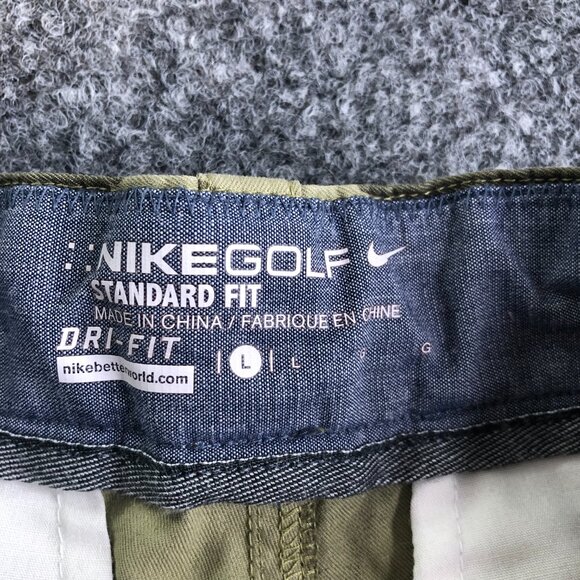 NIKEGOLF
STANDARD FIT
MADE IN CHINA / FABRIQUE EN CHINE
DRI-FIT | L | L G
nikebetterworld.com